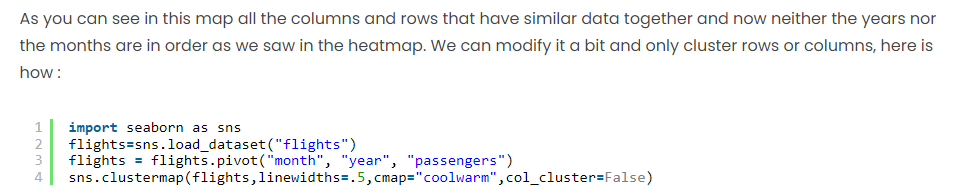 As you can see in this map all the columns and rows that have similar data together and now neither the years nor
the months are in order as we saw in the heatmap. We can modify it a bit and only cluster rows or columns, here is
how :
1 import seaborn as sns
2 flights=sns.load_dataset("flights")
3 flights = flights.pivot("month", "year", "passengers")
4 sns.clustermap(flights,linewidths=.5,cmap="coolwarm",col_cluster=False)